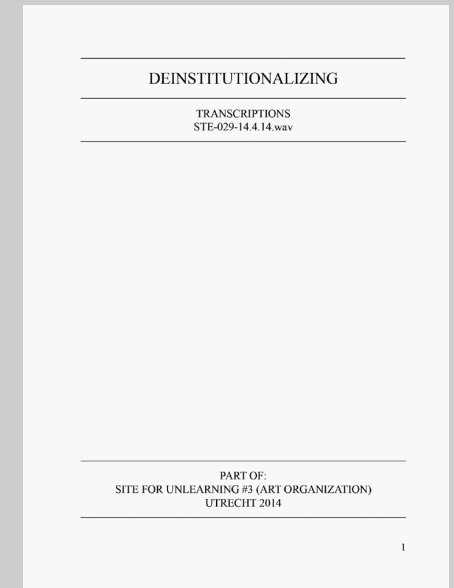 DEINSTITUTIONALIZING
TRANSCRIPTIONS
STE-029-14.4.14.wav
PART OF:
SITE FOR UNLEARNING #3 (ART ORGANIZATION)
UTRECHT 2014
1